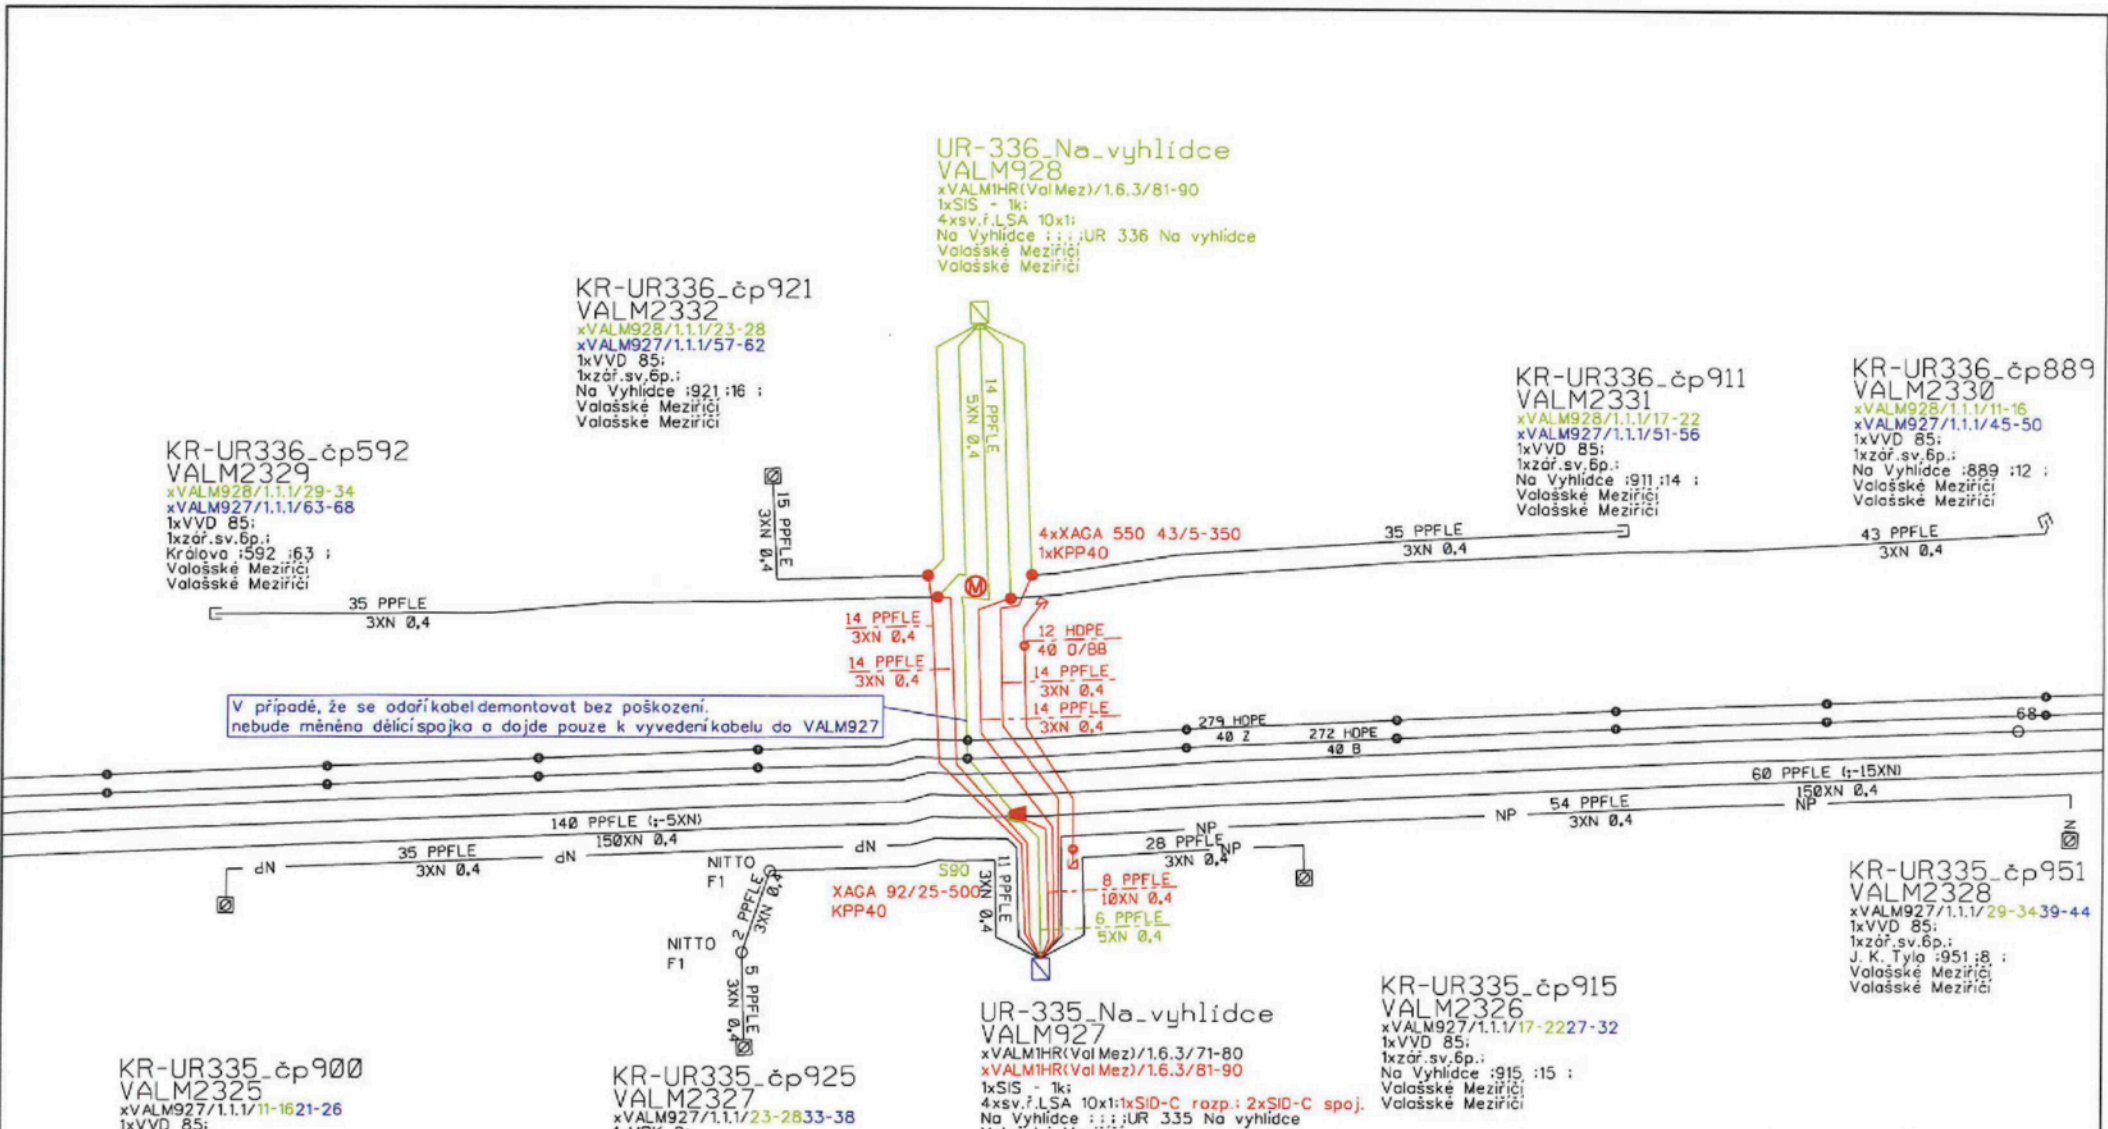 UR-336_Na_vyhlídce
VALM928
xVALM1HR(ValMez)/1.6.3/81-90
1xSIS - 1k;
4xsv.ř.LSA 10x1;
Na Vyhlídce ;;;;UR 336 Na vyhlídce
Valašské Meziříčí
Valašské Meziříčí
KR-UR336_čp921
VALM2332
xVALM928/1.1.1/23-28
xVALM927/1.1.1/57-62
1xVVD 85;
1xzář.sv.6p.;
Na Vyhlídce ;921 ;16 ;
Valašské Meziříčí
Valašské Meziříčí
KR-UR336_čp911
VALM2331
xVALM928/1.1.1/17-22
xVALM927/1.1.1/51-56
1xVVD 85;
1xzář.sv.6p.;
Na Vyhlídce ;911 ;14 ;
Valašské Meziříčí
Valašské Meziříčí
KR-UR336_čp889
VALM2330
xVALM928/1.1.1/11-16
xVALM927/1.1.1/45-50
1xVVD 85;
1xzář.sv.6p.;
Na Vyhlídce ;889 ;12 ;
Valašské Meziříčí
Valašské Meziříčí
KR-UR336_čp592
VALM2329
xVALM928/1.1.1/29-34
xVALM927/1.1.1/63-68
1xVVD 85;
1xzář.sv.6p.;
Králova ;592 ;63 ;
Valašské Meziříčí
Valašské Meziříčí
14 PPFLE
5XN 0,4
15 PPFLE
3XN 0,4
4xXAGA 550 43/5-350
1xKPP40
35 PPFLE
3XN 0,4
43 PPFLE
3XN 0,4
M
35 PPFLE
3XN 0,4
14 PPFLE
3XN 0,4
12 HDPE
40 O/BB
14 PPFLE
3XN 0,4
14 PPFLE
3XN 0,4
14 PPFLE
3XN 0,4
V případě, že se odaří kabel demontovat bez poškození.
nebude měněna dělící spojka a dojde pouze k vyvedení kabelu do VALM927
279 HDPE
40 Z
272 HDPE
40 B
68
60 PPFLE (;-15XN)
150XN 0,4
140 PPFLE (;-5XN)
150XN 0,4
54 PPFLE
3XN 0,4
NP
NP
NP
NP
N
35 PPFLE
3XN 0,4
NP
NP
NP
28 PPFLE
3XN 0,4
NITTO
F1
S90
XAGA 92/25-500
KPP40
11 PPFLE
3XN 0,4
8 PPFLE
10XN 0,4
6 PPFLE
5XN 0,4
2 PPFLE
3XN 0,4
NITTO
F1
5 PPFLE
3XN 0,4
KR-UR335_čp951
VALM2328
xVALM927/1.1.1/29-3439-44
1xVVD 85;
1xzář.sv.6p.;
J. K. Tyla ;951 ;8 ;
Valašské Meziříčí
Valašské Meziříčí
KR-UR335_čp915
VALM2326
xVALM927/1.1.1/17-2227-32
1xVVD 85;
1xzář.sv.6p.;
Na Vyhlídce ;915 ;15 ;
Valašské Meziříčí
Valašské Meziříčí
UR-335_Na_vyhlídce
VALM927
xVALM1HR(ValMez)/1.6.3/71-80
xVALM1HR(ValMez)/1.6.3/81-90
1xSIS - 1k;
4xsv.ř.LSA 10x1;1xSID-C rozp.; 2xSID-C spoj.
Na Vyhlídce ;;;;UR 335 Na vyhlídce
KR-UR335_čp900
VALM2325
xVALM927/1.1.1/11-1621-26
1xVVD 85;
KR-UR335_čp925
VALM2327
xVALM927/1.1.1/23-2833-38